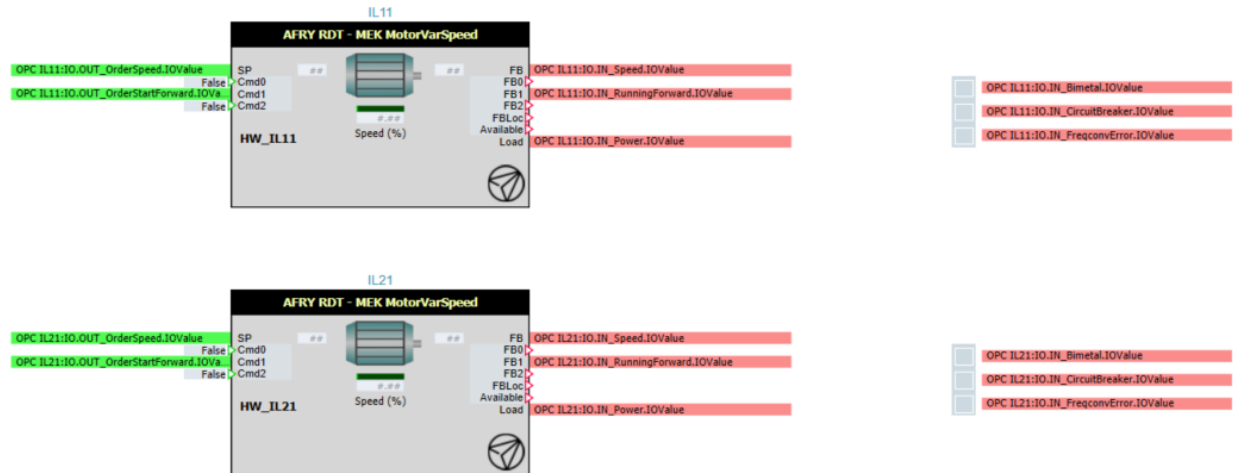 IL11
AFRY RDT - MEK MotorVarSpeed
OPC IL11:IO.OUT_OrderSpeed.IOValue SP ## ## FB OPC IL11:IO.IN_Speed.IOValue
False Cmd0 FB0
OPC IL11:IO.OUT_OrderStartForward.IOVa... Cmd1 FB1 OPC IL11:IO.IN_RunningForward.IOValue
False Cmd2 FB2
#.## FBLoc
Speed (%) Available
HW_IL11 Load OPC IL11:IO.IN_Power.IOValue
OPC IL11:IO.IN_Bimetal.IOValue
OPC IL11:IO.IN_CircuitBreaker.IOValue
OPC IL11:IO.IN_FreqconvError.IOValue
IL21
AFRY RDT - MEK MotorVarSpeed
OPC IL21:IO.OUT_OrderSpeed.IOValue SP ## ## FB OPC IL21:IO.IN_Speed.IOValue
False Cmd0 FB0
OPC IL21:IO.OUT_OrderStartForward.IOVa... Cmd1 FB1 OPC IL21:IO.IN_RunningForward.IOValue
False Cmd2 FB2
#.## FBLoc
Speed (%) Available
HW_IL21 Load OPC IL21:IO.IN_Power.IOValue
OPC IL21:IO.IN_Bimetal.IOValue
OPC IL21:IO.IN_CircuitBreaker.IOValue
OPC IL21:IO.IN_FreqconvError.IOValue